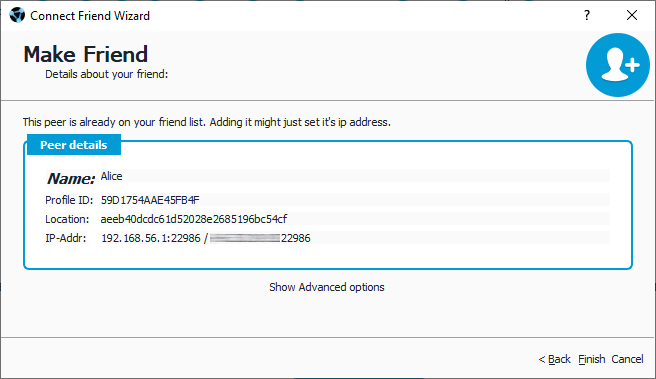 Connect Friend Wizard
Make Friend
Details about your friend:
This peer is already on your friend list. Adding it might just set it's ip address.
Peer details
Name: Alice
Profile ID: 59D1754AAE45FB4F
Location: aeeb40dcdc61d52028e2685196bc54cf
IP-Addr: 192.168.56.1:22986 / 22986
Show Advanced options
< Back Finish Cancel